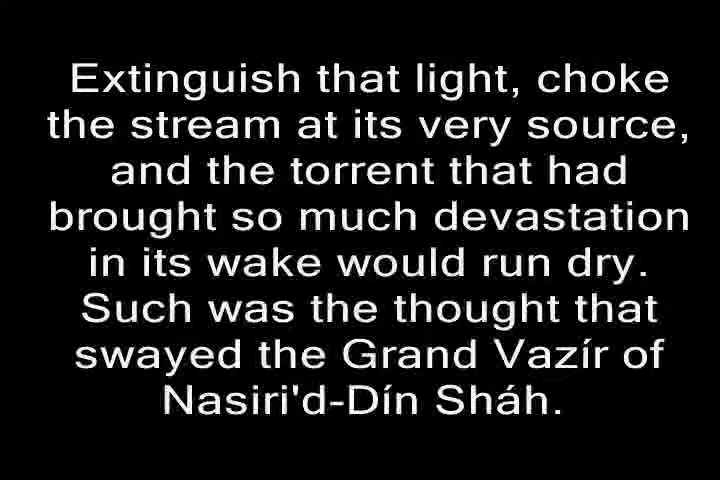 Extinguish that light, choke
the stream at its very source,
and the torrent that had
brought so much devastation
in its wake would run dry.
Such was the thought that
swayed the Grand Vazír of
Nasiri'd-Dín Sháh.